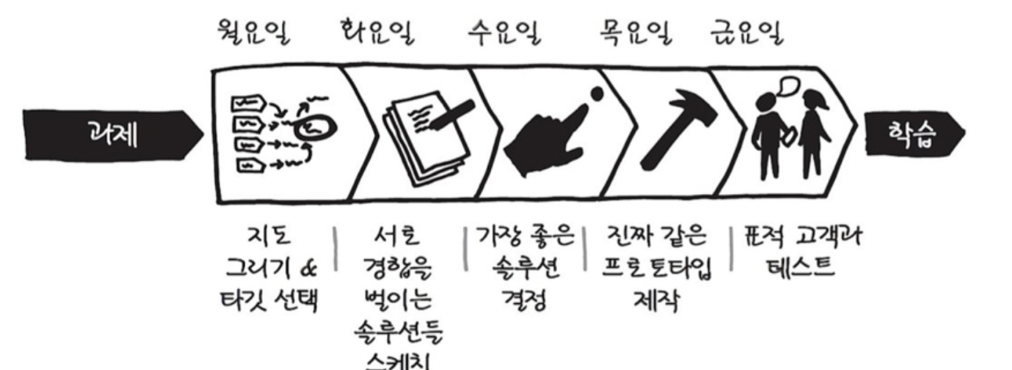 월요일 화요일 수요일 목요일 금요일
과제
학습
지도
그리기 &
타깃 선택
서로
경합을
벌이는
솔루션들
스케치
가장 좋은
솔루션
결정
진짜 같은
프로토타입
제작
표적 고객과
테스트